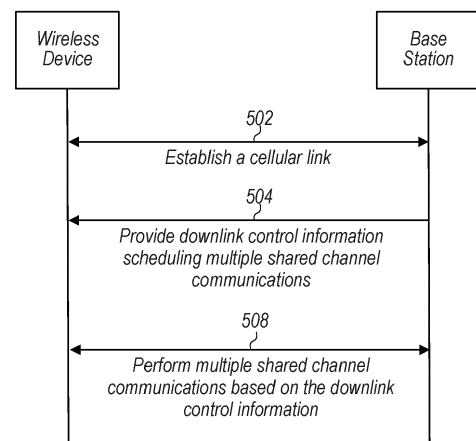 Wireless
Device
Base
Station
502
Establish a cellular link
504
Provide downlink control information
scheduling multiple shared channel
communications
508
Perform multiple shared channel
communications based on the downlink
control information